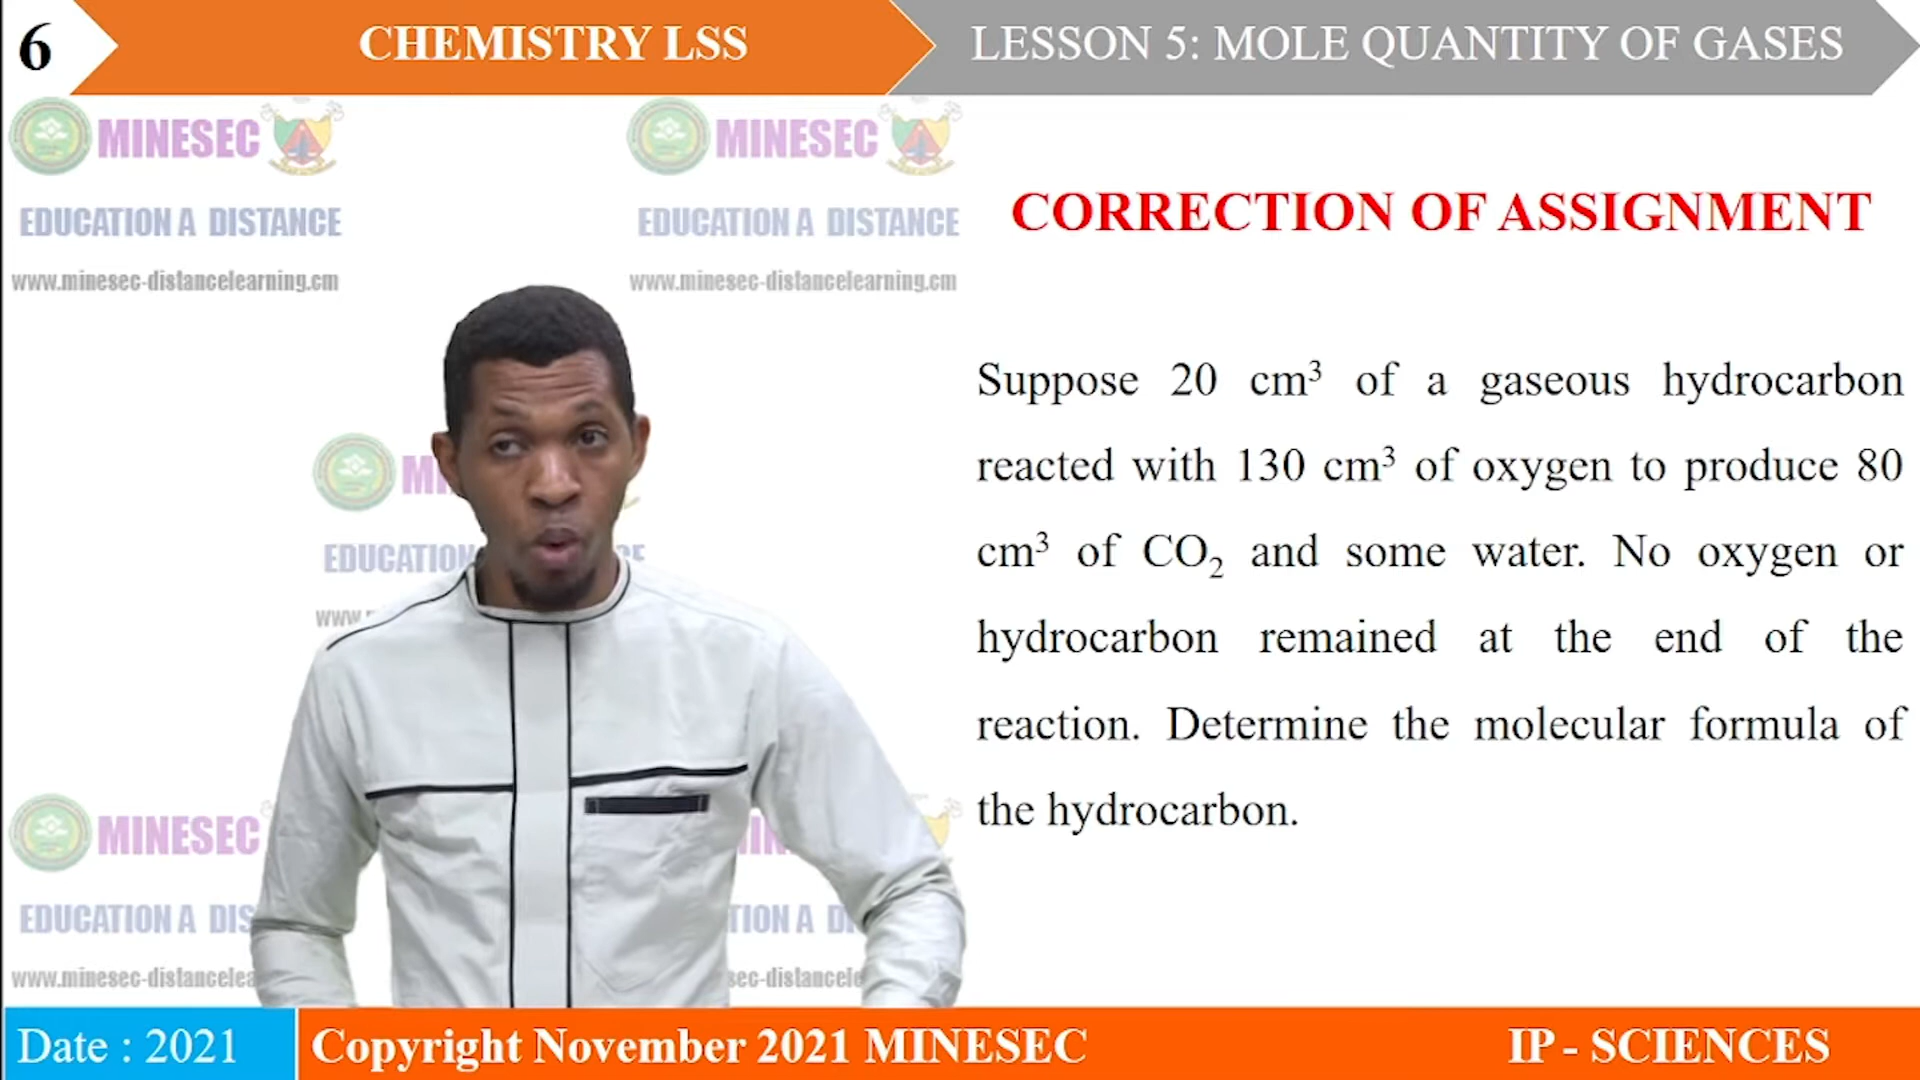 6
CHEMISTRY LSS
LESSON 5: MOLE QUANTITY OF GASES
MINESEC
MINESEC
EDUCATION A DISTANCE
EDUCATION A DISTANCE
www.minesec-distancelearning.cm
www.minesec-distancelearning.cm
CORRECTION OF ASSIGNMENT
Suppose 20 cm³ of a gaseous hydrocarbon
reacted with 130 cm³ of oxygen to produce 80
cm³ of CO₂ and some water. No oxygen or
hydrocarbon remained at the end of the
reaction. Determine the molecular formula of
the hydrocarbon.
EDUCATION
MINESEC
EDUCATION A DIS
www.minesec-distancelea
Date : 2021
Copyright November 2021 MINESEC
IP - SCIENCES